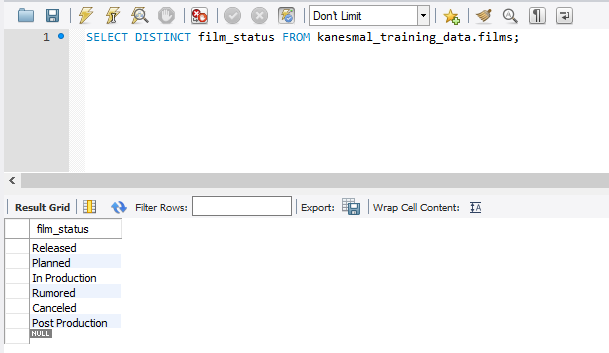 Don't Limit
1 SELECT DISTINCT film_status FROM kanesmal_training_data.films;
Result Grid Filter Rows: Export: Wrap Cell Content:
film_status
Released
Planned
In Production
Rumored
Canceled
Post Production
NULL